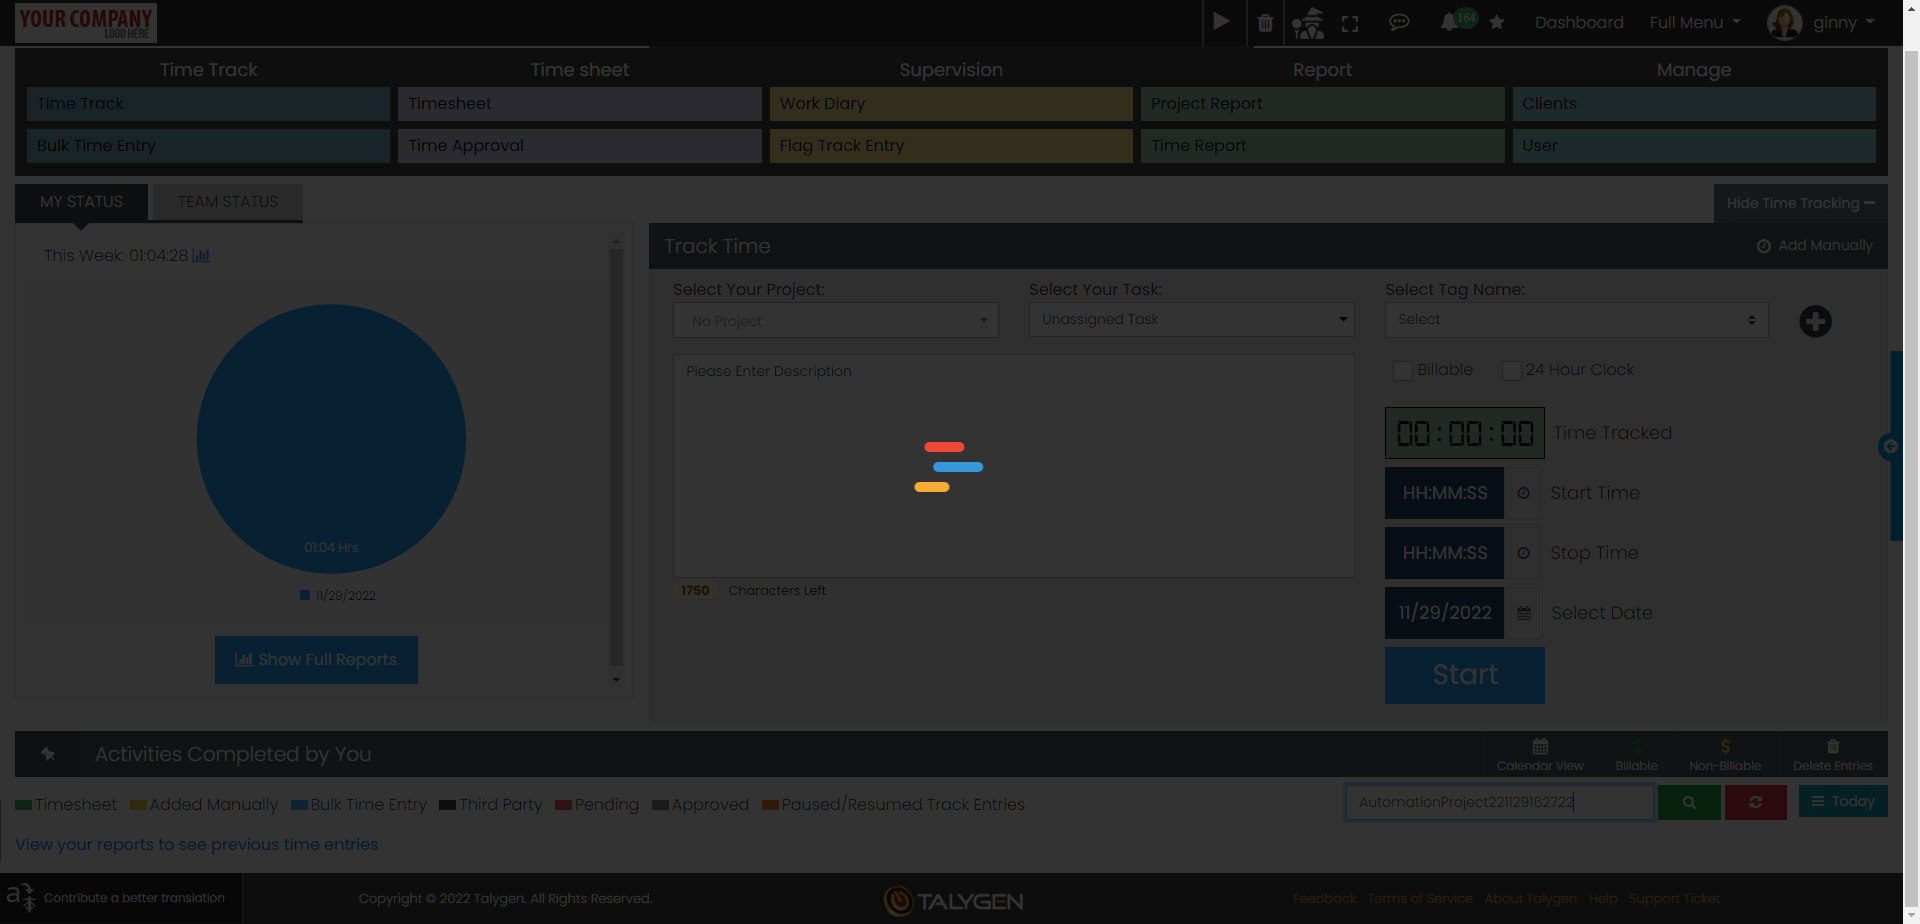 YOUR COMPANY
LOGO HERE
164
Dashboard
Full Menu
ginny
Time Track
Time sheet
Supervision
Report
Manage
Time Track
Timesheet
Work Diary
Project Report
Clients
Bulk Time Entry
Time Approval
Flag Track Entry
Time Report
User
MY STATUS
TEAM STATUS
Hide Time Tracking
This Week: 01:04:28
01:04 Hrs
11/29/2022
Show Full Reports
Track Time
Add Manually
Select Your Project:
Select Your Task:
Select Tag Name:
No Project
Unassigned Task
Select
Please Enter Description
Billable
24 Hour Clock
00:00:00
Time Tracked
HH:MM:SS
Start Time
HH:MM:SS
Stop Time
11/29/2022
Select Date
1750
Characters Left
Start
Activities Completed by You
Calendar View
Billable
Non-Billable
Delete Entries
Timesheet
Added Manually
Bulk Time Entry
Third Party
Pending
Approved
Paused/Resumed Track Entries
AutomationProject221129162722
Today
View your reports to see previous time entries
Contribute a better translation
Copyright © 2022 Talygen. All Rights Reserved.
TALYGEN
Feedback
Terms of Service
About Talygen
Help
Support Ticket